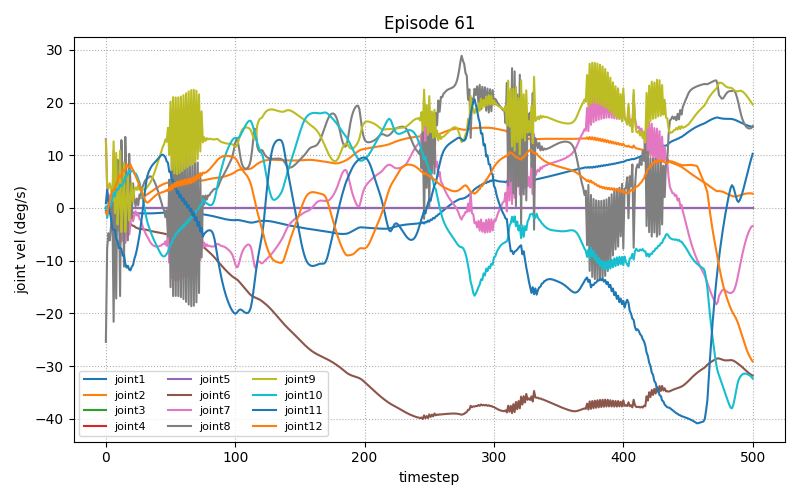 Episode 61
joint vel (deg/s)
30
20
10
0
−10
−20
−30
−40
joint1 joint5 joint9
joint2 joint6 joint10
joint3 joint7 joint11
joint4 joint8 joint12
0 100 200 300 400 500
timestep